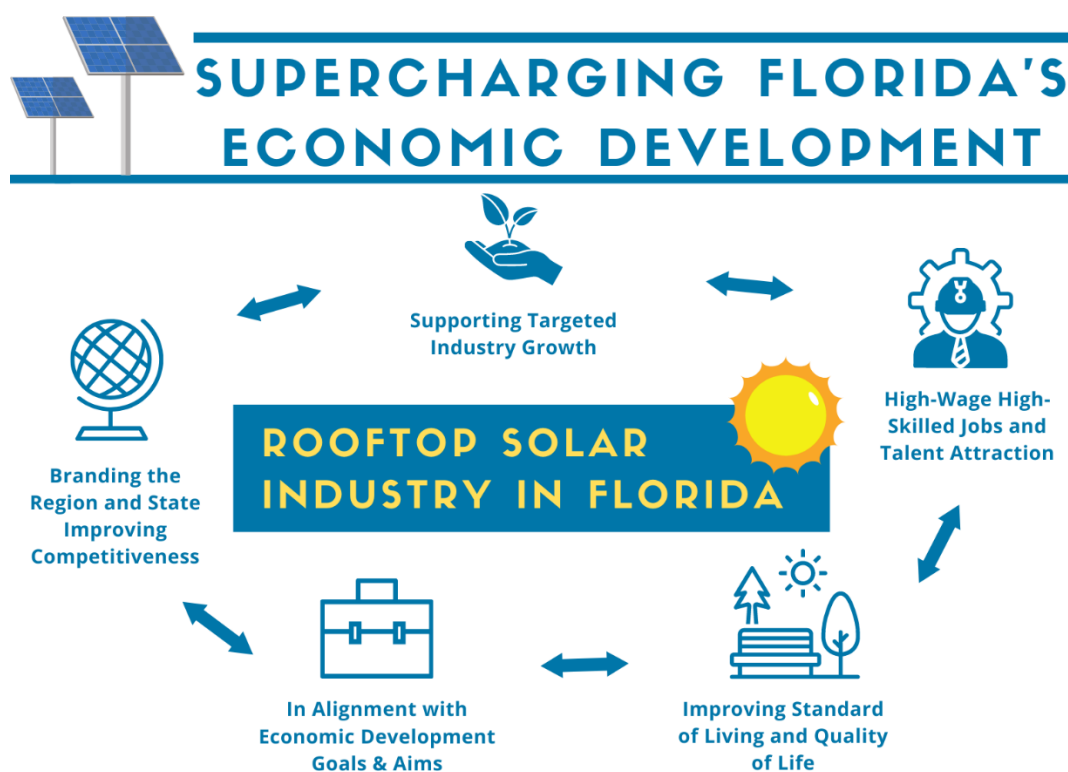 SUPERCHARGING FLORIDA'S
ECONOMIC DEVELOPMENT
Supporting Targeted
Industry Growth
High-Wage High-
Skilled Jobs and
Talent Attraction
ROOFTOP SOLAR
INDUSTRY IN FLORIDA
Branding the
Region and State
Improving
Competitiveness
In Alignment with
Economic Development
Goals & Aims
Improving Standard
of Living and Quality
of Life